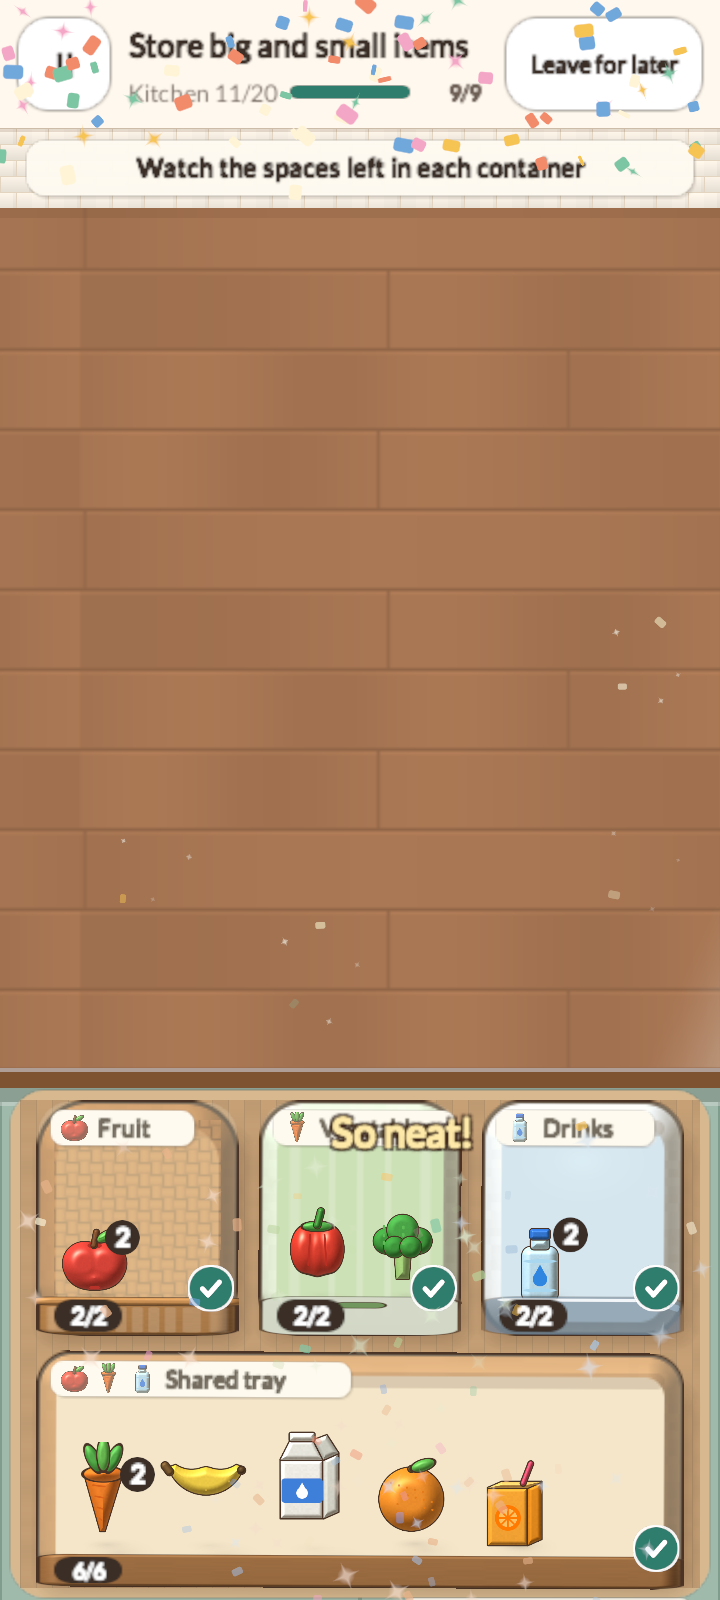 Store big and small items
Leave for later
Kitchen 11/20
9/9
Watch the spaces left in each container
Fruit
So neat!
Drinks
2
2
2/2
2/2
2/2
Shared tray
2
6/6